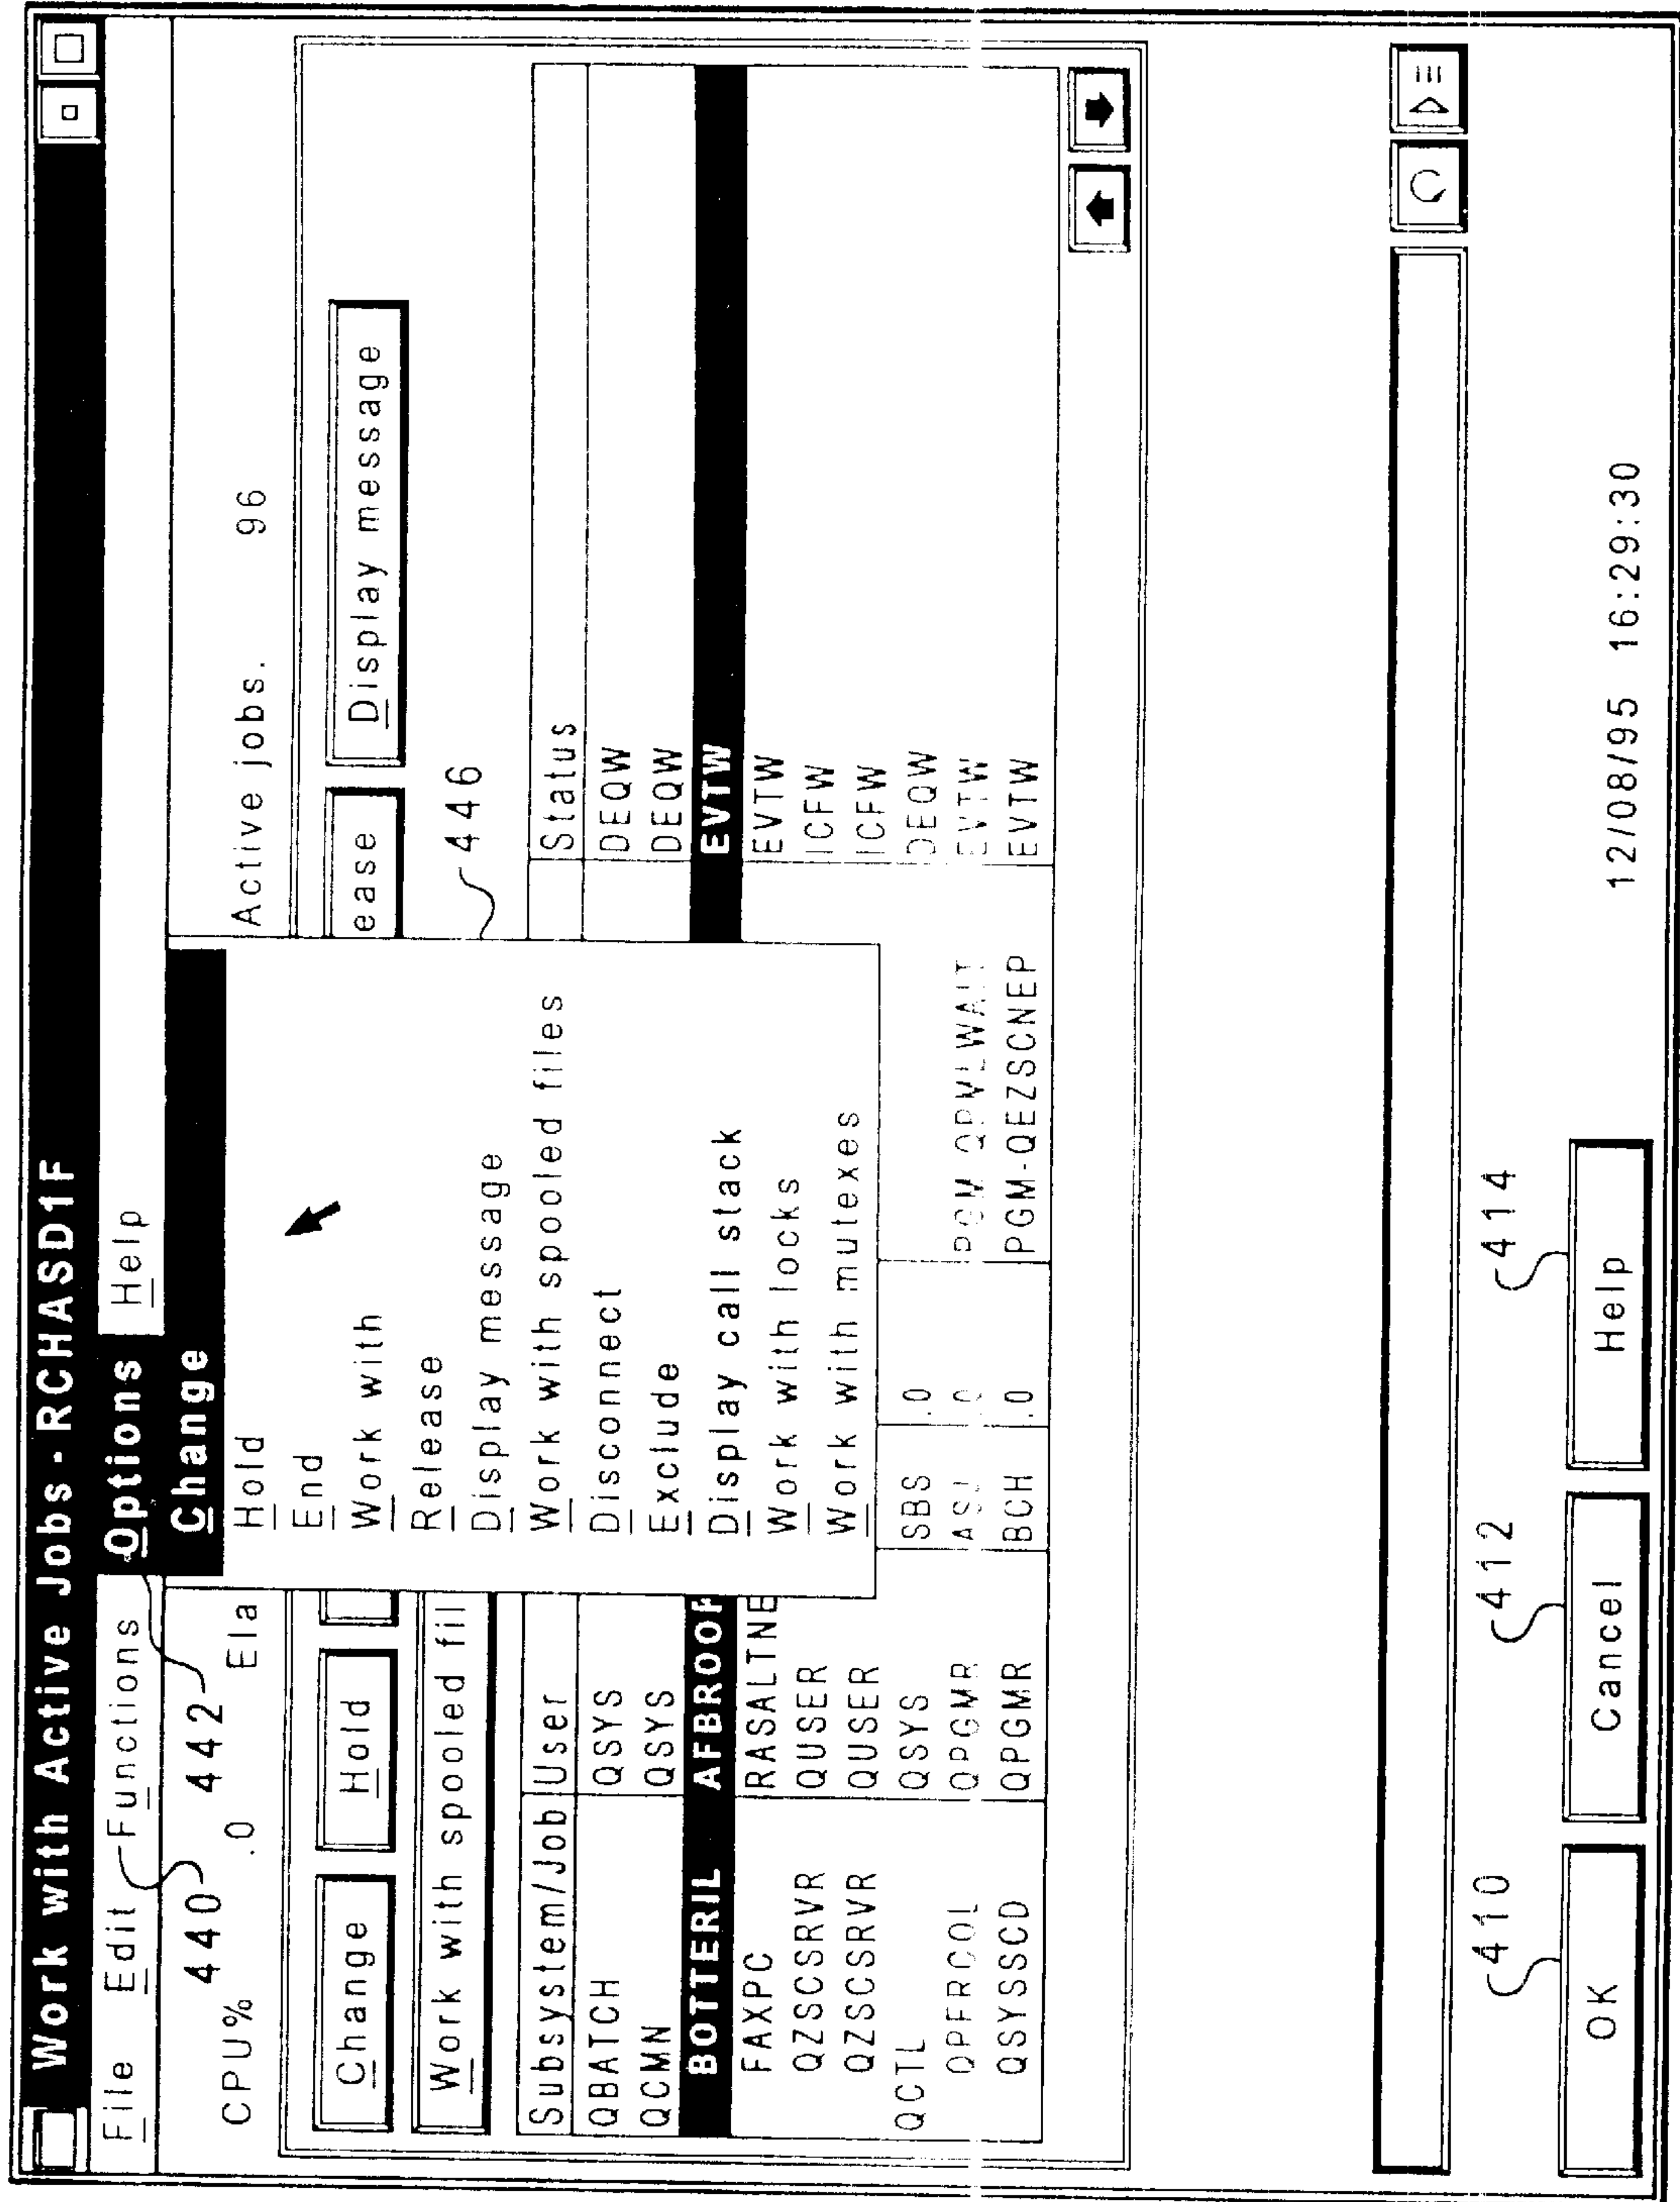 Work with Active Jobs - RCHASD1F
File Edit Functions Options Help
440 442
CPU% .0 Ela Active jobs. 96
Change
Hold
End
Work with
Release
Display message
Work with spooled files
Disconnect
Exclude
Display call stack
Work with locks
Work with mutexes
Change Hold ease Display message
Work with spooled fil
446
Subsystem/Job User Status
QBATCH QSYS DEQW
QCMN QSYS DEQW
BOTTERIL AFBROOF EVTW
FAXPC RASALTNE EVTW
QZSCSRVR QUSER ICFW
QZSCSRVR QUSER ICFW
QCTL QSYS SBS .0 DEQW
QPFRCOL QPGMR ASJ .0 EVTW
QSYSSCD QPGMR BCH .0 PGM-QEZSCNEP EVTW
410 412 414
OK Cancel Help
12/08/95 16:29:30